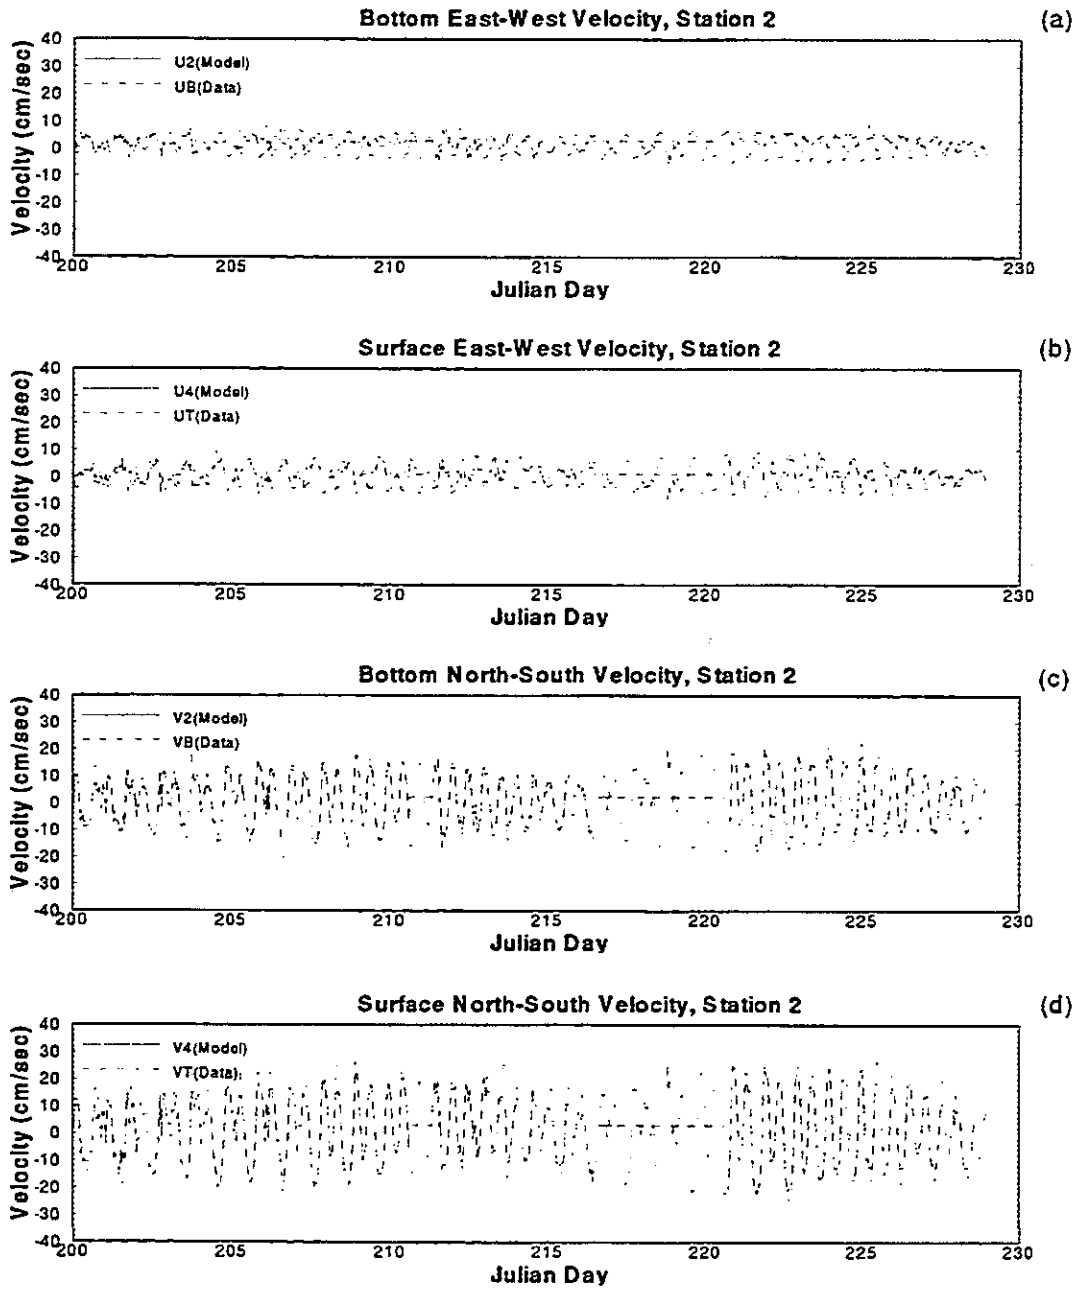 Bottom East-West Velocity, Station 2
(a)
Velocity (cm/sec)
40
30
20
10
0
-10
-20
-30
-40
U2(Model)
UB(Data)
200 205 210 215 220 225 230
Julian Day
Surface East-West Velocity, Station 2
(b)
Velocity (cm/sec)
40
30
20
10
0
-10
-20
-30
-40
U4(Model)
UT(Data)
200 205 210 215 220 225 230
Julian Day
Bottom North-South Velocity, Station 2
(c)
Velocity (cm/sec)
40
30
20
10
0
-10
-20
-30
-40
V2(Model)
VB(Data)
200 205 210 215 220 225 230
Julian Day
Surface North-South Velocity, Station 2
(d)
Velocity (cm/sec)
40
30
20
10
0
-10
-20
-30
-40
V4(Model)
VT(Data)
200 205 210 215 220 225 230
Julian Day